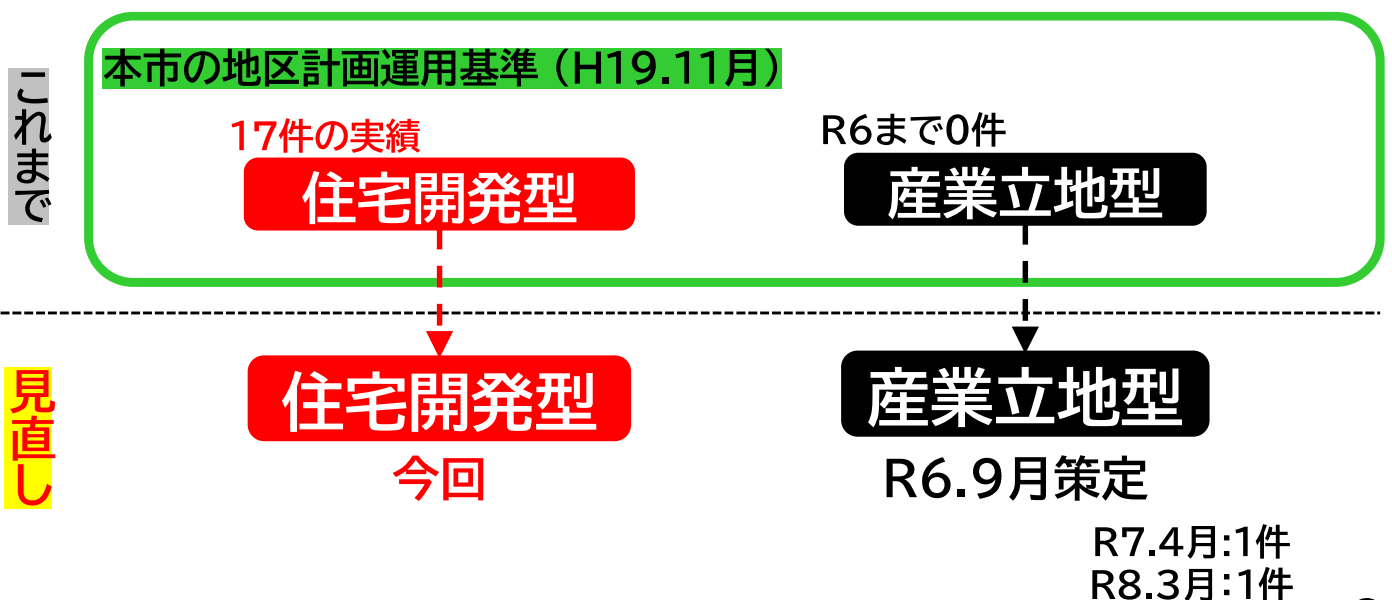 これまで
本市の地区計画運用基準（H19.11月）
17件の実績
住宅開発型
R6まで0件
産業立地型
見直し
住宅開発型
今回
産業立地型
R6.9月策定
R7.4月:1件
R8.3月:1件